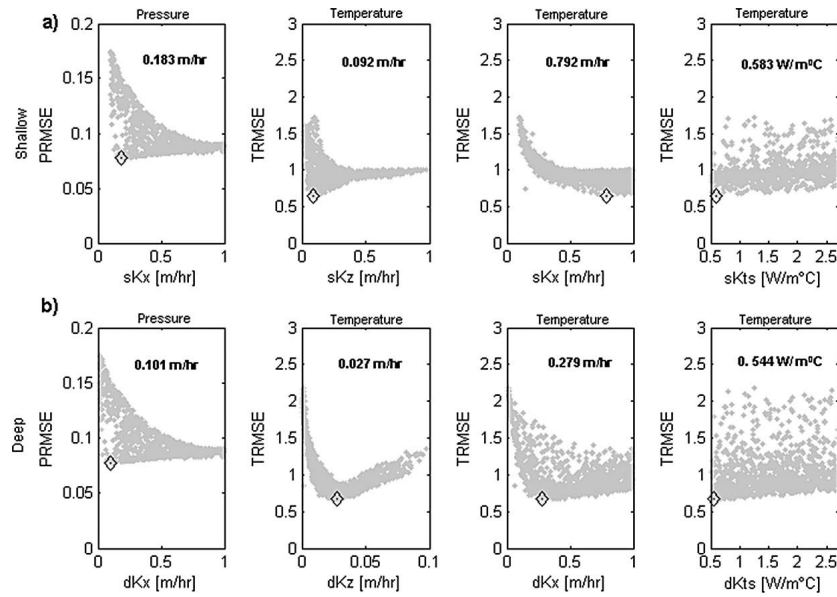 a)
Pressure
Temperature
Temperature
Temperature
0.183 m/hr
0.092 m/hr
0.792 m/hr
0.583 W/mºC
Shallow
PRMSE
TRMSE
TRMSE
TRMSE
0.2
0.15
0.1
0.05
0
3
2.5
2
1.5
1
0.5
0
3
2.5
2
1.5
1
0.5
0
3
2.5
2
1.5
1
0.5
0
0 0.5 1
0 0.5 1
0 0.5 1
0.5 1 1.5 2 2.5
sKx [m/hr]
sKz [m/hr]
sKx [m/hr]
sKts [W/m°C]
b)
Pressure
Temperature
Temperature
Temperature
0.101 m/hr
0.027 m/hr
0.279 m/hr
0. 544 W/mºC
Deep
PRMSE
TRMSE
TRMSE
TRMSE
0.2
0.15
0.1
0.05
0
3
2.5
2
1.5
1
0.5
0
3
2.5
2
1.5
1
0.5
0
3
2.5
2
1.5
1
0.5
0
0 0.5 1
0 0.05 0.1
0 0.5 1
0.5 1 1.5 2 2.5
dKx [m/hr]
dKz [m/hr]
dKx [m/hr]
dKts [W/m°C]